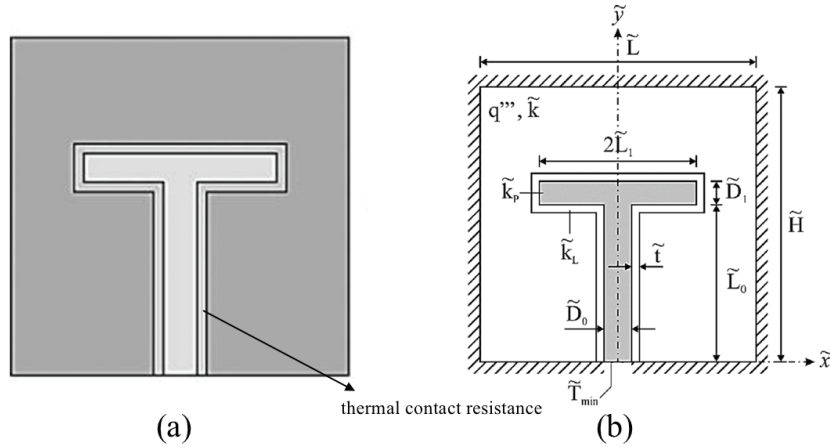 ỹ
L̃
q''', k̃
2L̃₁
k̃ₚ
D̃₁
H̃
k̃_L
t̃
L̃₀
D̃₀
x̃
T̃ₘᵢₙ
thermal contact resistance
(a)
(b)